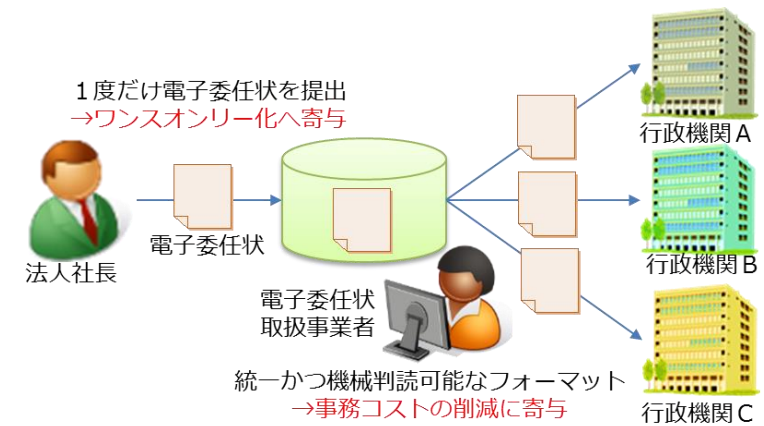 １度だけ電子委任状を提出
→ワンスオンリー化へ寄与
法人社長
電子委任状
電子委任状
取扱事業者
統一かつ機械判読可能なフォーマット
→事務コストの削減に寄与
行政機関Ａ
行政機関Ｂ
行政機関Ｃ